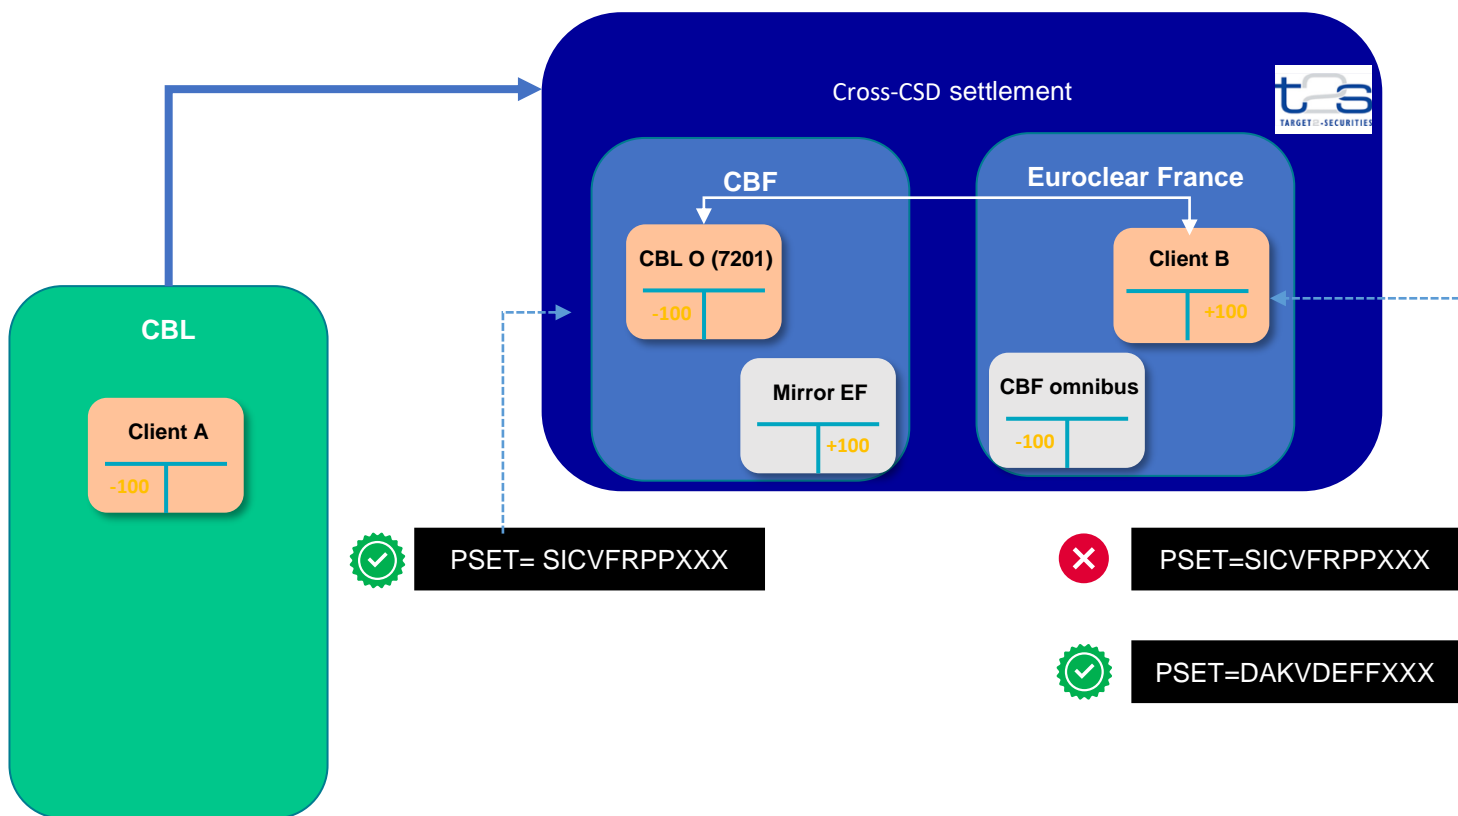 Cross-CSD settlement
t2s
TARGET2-SECURITIES
CBF
Euroclear France
CBL O (7201)
-100
Client B
+100
Mirror EF
+100
CBF omnibus
-100
CBL
Client A
-100
PSET= SICVFRPPXXX
PSET=SICVFRPPXXX
PSET=DAKVDEFFXXX